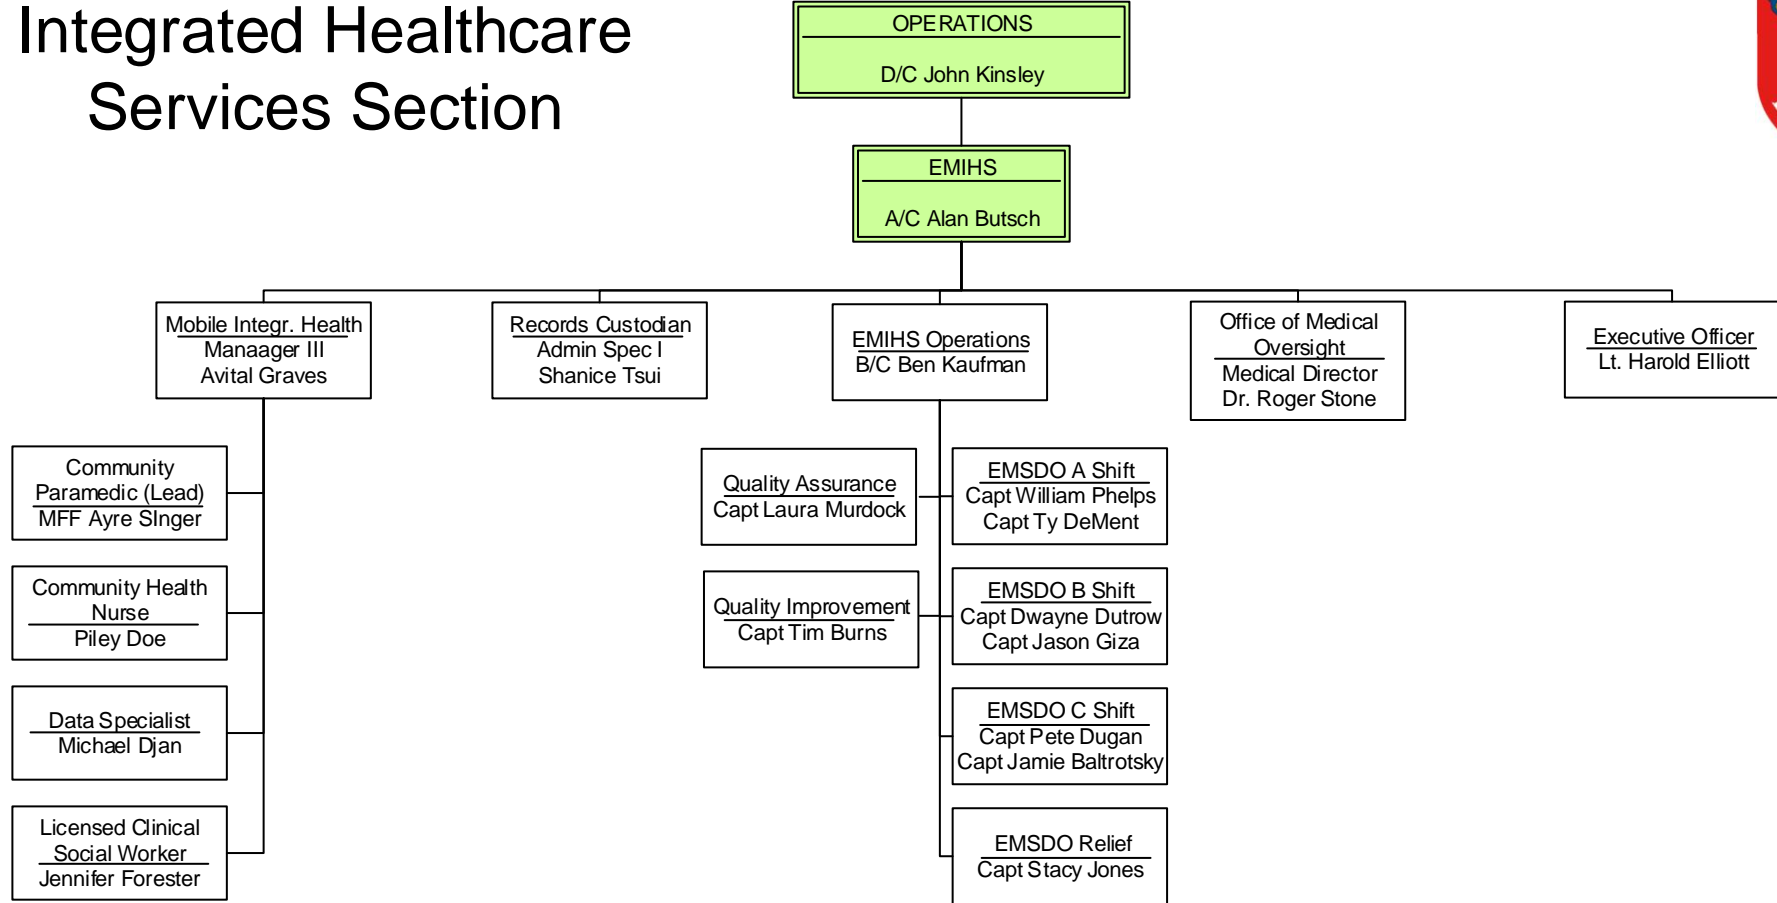 Integrated Healthcare
Services Section
OPERATIONS
D/C John Kinsley
EMIHS
A/C Alan Butsch
Mobile Integr. Health
Manaager III
Avital Graves
Records Custodian
Admin Spec I
Shanice Tsui
EMIHS Operations
B/C Ben Kaufman
Office of Medical
Oversight
Medical Director
Dr. Roger Stone
Executive Officer
Lt. Harold Elliott
Community
Paramedic (Lead)
MFF Ayre SInger
Community Health
Nurse
Piley Doe
Data Specialist
Michael Djan
Licensed Clinical
Social Worker
Jennifer Forester
Quality Assurance
Capt Laura Murdock
Quality Improvement
Capt Tim Burns
EMSDO A Shift
Capt William Phelps
Capt Ty DeMent
EMSDO B Shift
Capt Dwayne Dutrow
Capt Jason Giza
EMSDO C Shift
Capt Pete Dugan
Capt Jamie Baltrotsky
EMSDO Relief
Capt Stacy Jones